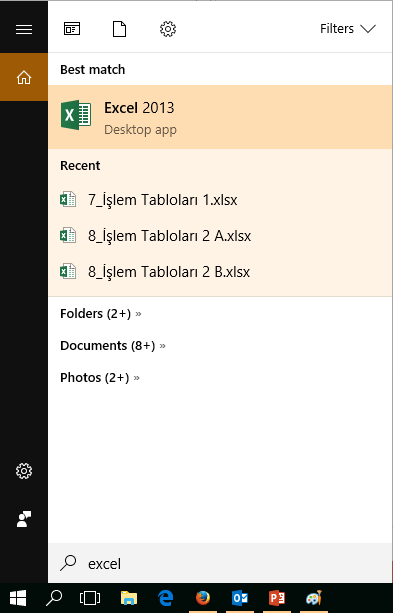 Filters
Best match
Excel 2013
Desktop app
Recent
7_İşlem Tabloları 1.xlsx
8_İşlem Tabloları 2 A.xlsx
8_İşlem Tabloları 2 B.xlsx
Folders (2+) »
Documents (8+) »
Photos (2+) »
excel